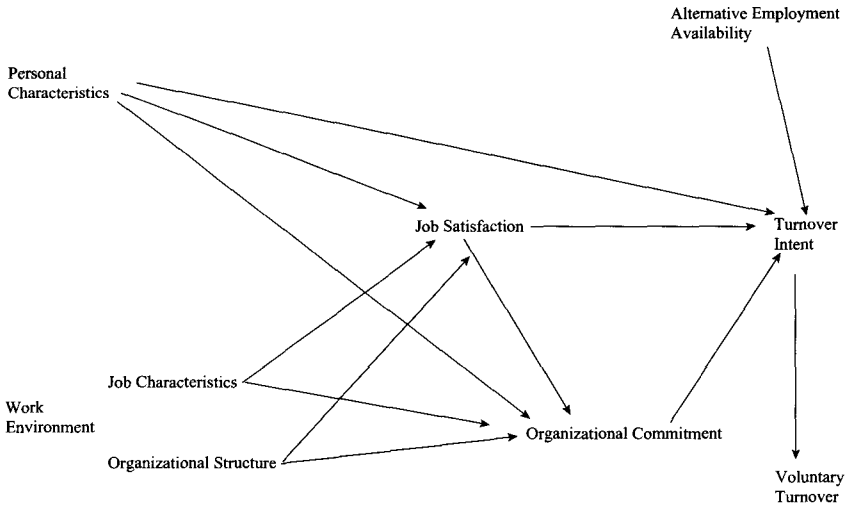 Alternative Employment
Availability
Personal
Characteristics
Job Satisfaction
Turnover
Intent
Job Characteristics
Work
Environment
Organizational Commitment
Organizational Structure
Voluntary
Turnover